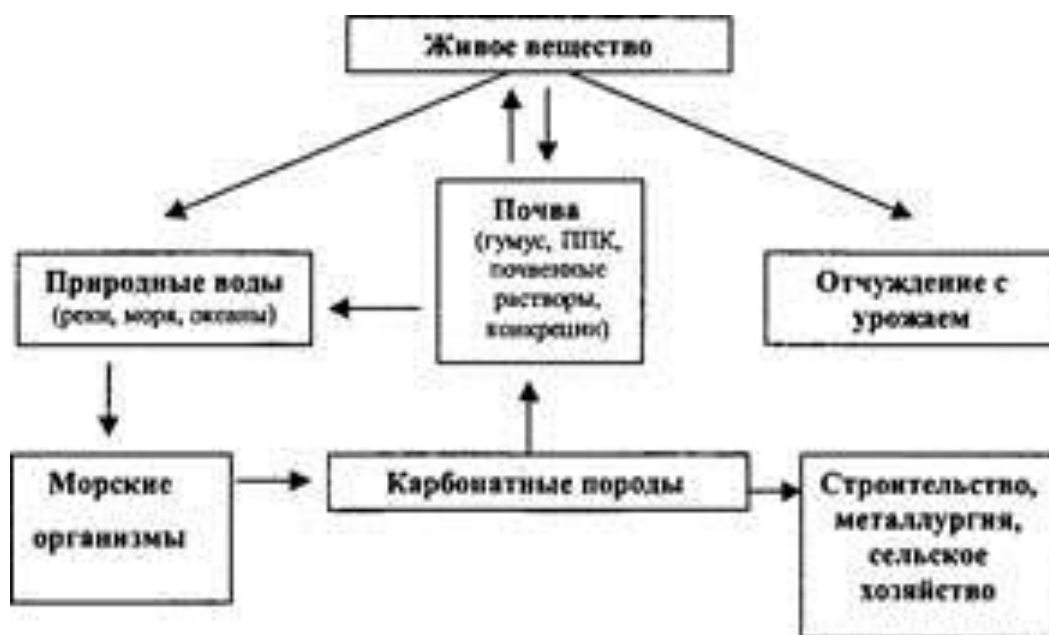 Живое вещество
Почва
(гумус, ППК,
почвенные
растворы,
конкреции)
Природные воды
(реки, моря, океаны)
Отчуждение с
урожаем
Морские
организмы
Карбонатные породы
Строительство,
металлургия,
сельское
хозяйство